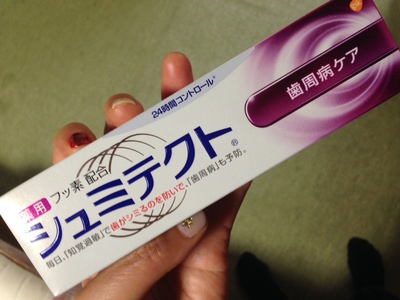 24時間コントロール*
歯周病ケア
薬用 フッ素配合
シュミテクト®
毎日、「知覚過敏」で歯がシミるのを防いで、「歯周病」も予防。